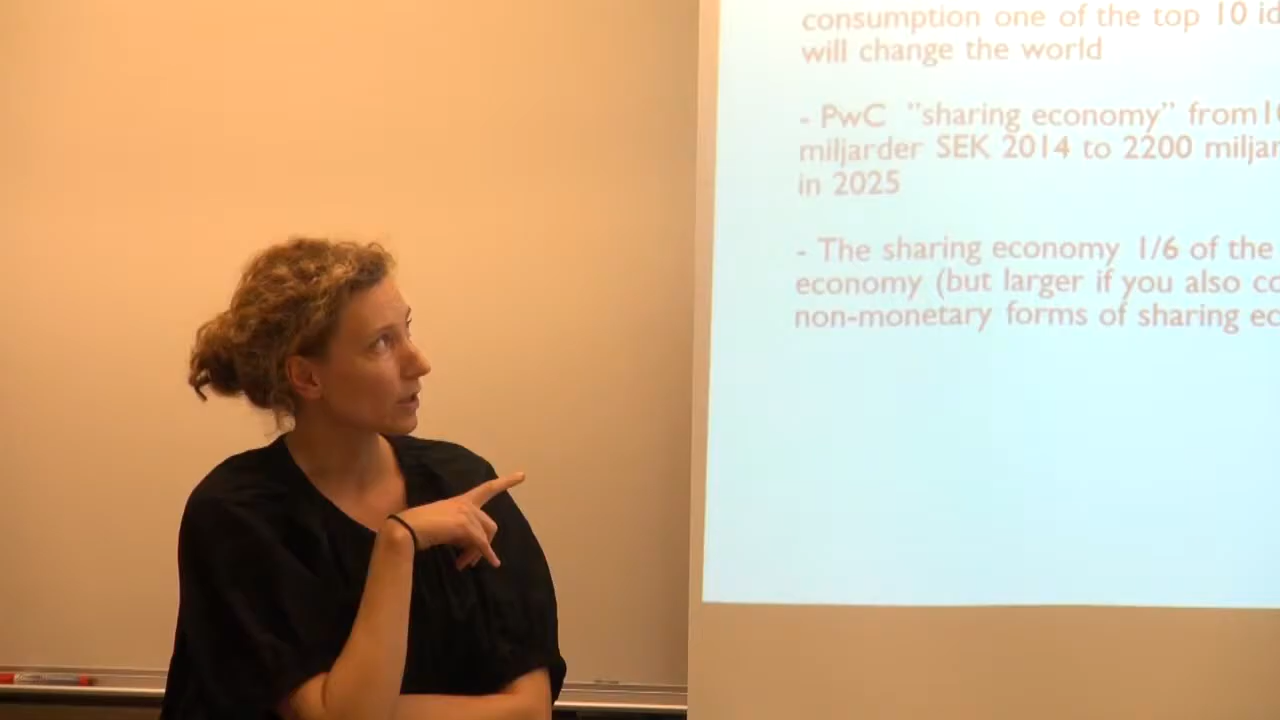 consumption one of the top 10
will change the world
- PwC "sharing economy" from
miljarder SEK 2014 to 2200
in 2025
- The sharing economy 1/6 of the
economy (but larger if you also
non-monetary forms of sharing